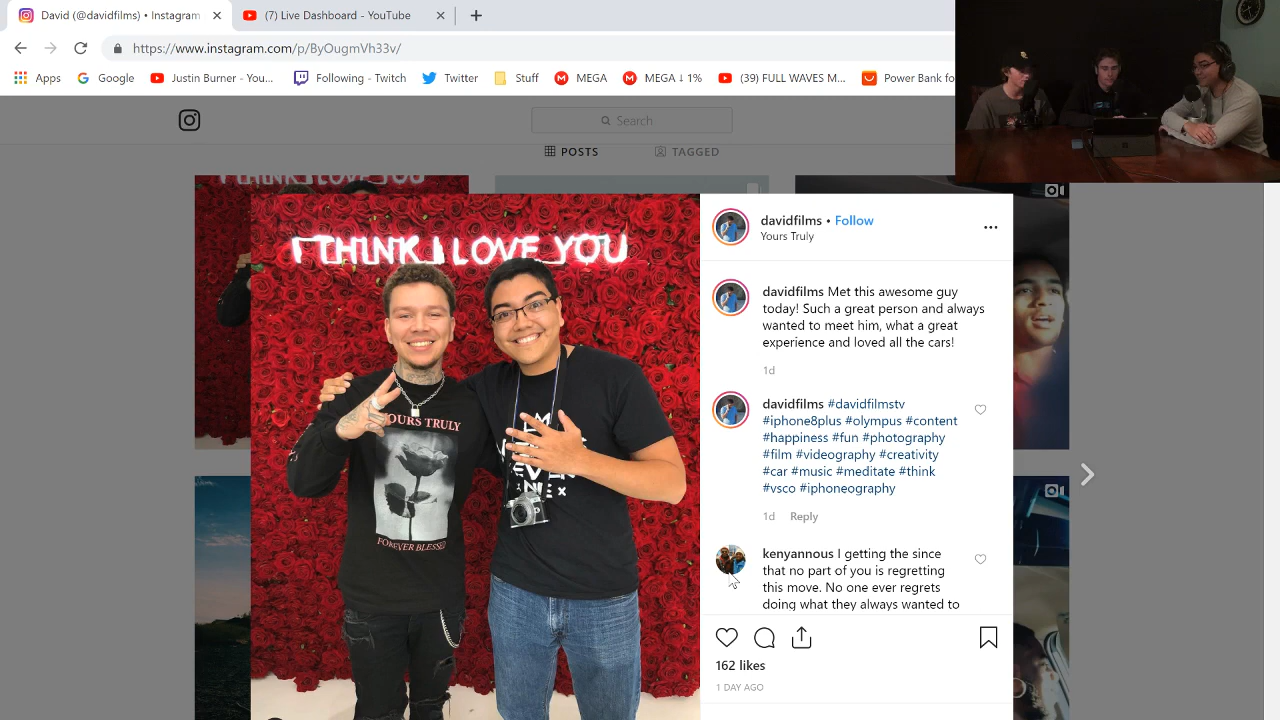 David (@davidfilms) • Instagram
(7) Live Dashboard - YouTube
https://www.instagram.com/p/ByOugmVh33v/
Apps
Google
Justin Burner - You...
Following - Twitch
Twitter
Stuff
MEGA
MEGA ↓ 1%
(39) FULL WAVES M...
Power Bank fo
Search
POSTS
TAGGED
THINK I LOVE YOU
I THINK I LOVE YOU
YOURS TRULY
FOREVER BLESSED
davidfilms • Follow
Yours Truly
davidfilms Met this awesome guy
today! Such a great person and always
wanted to meet him, what a great
experience and loved all the cars!
1d
davidfilms #davidfilmstv
#iphone8plus #olympus #content
#happiness #fun #photography
#film #videography #creativity
#car #music #meditate #think
#vsco #iphoneography
1d Reply
kenyannous I getting the since
that no part of you is regretting
this move. No one ever regrets
doing what they always wanted to
162 likes
1 DAY AGO